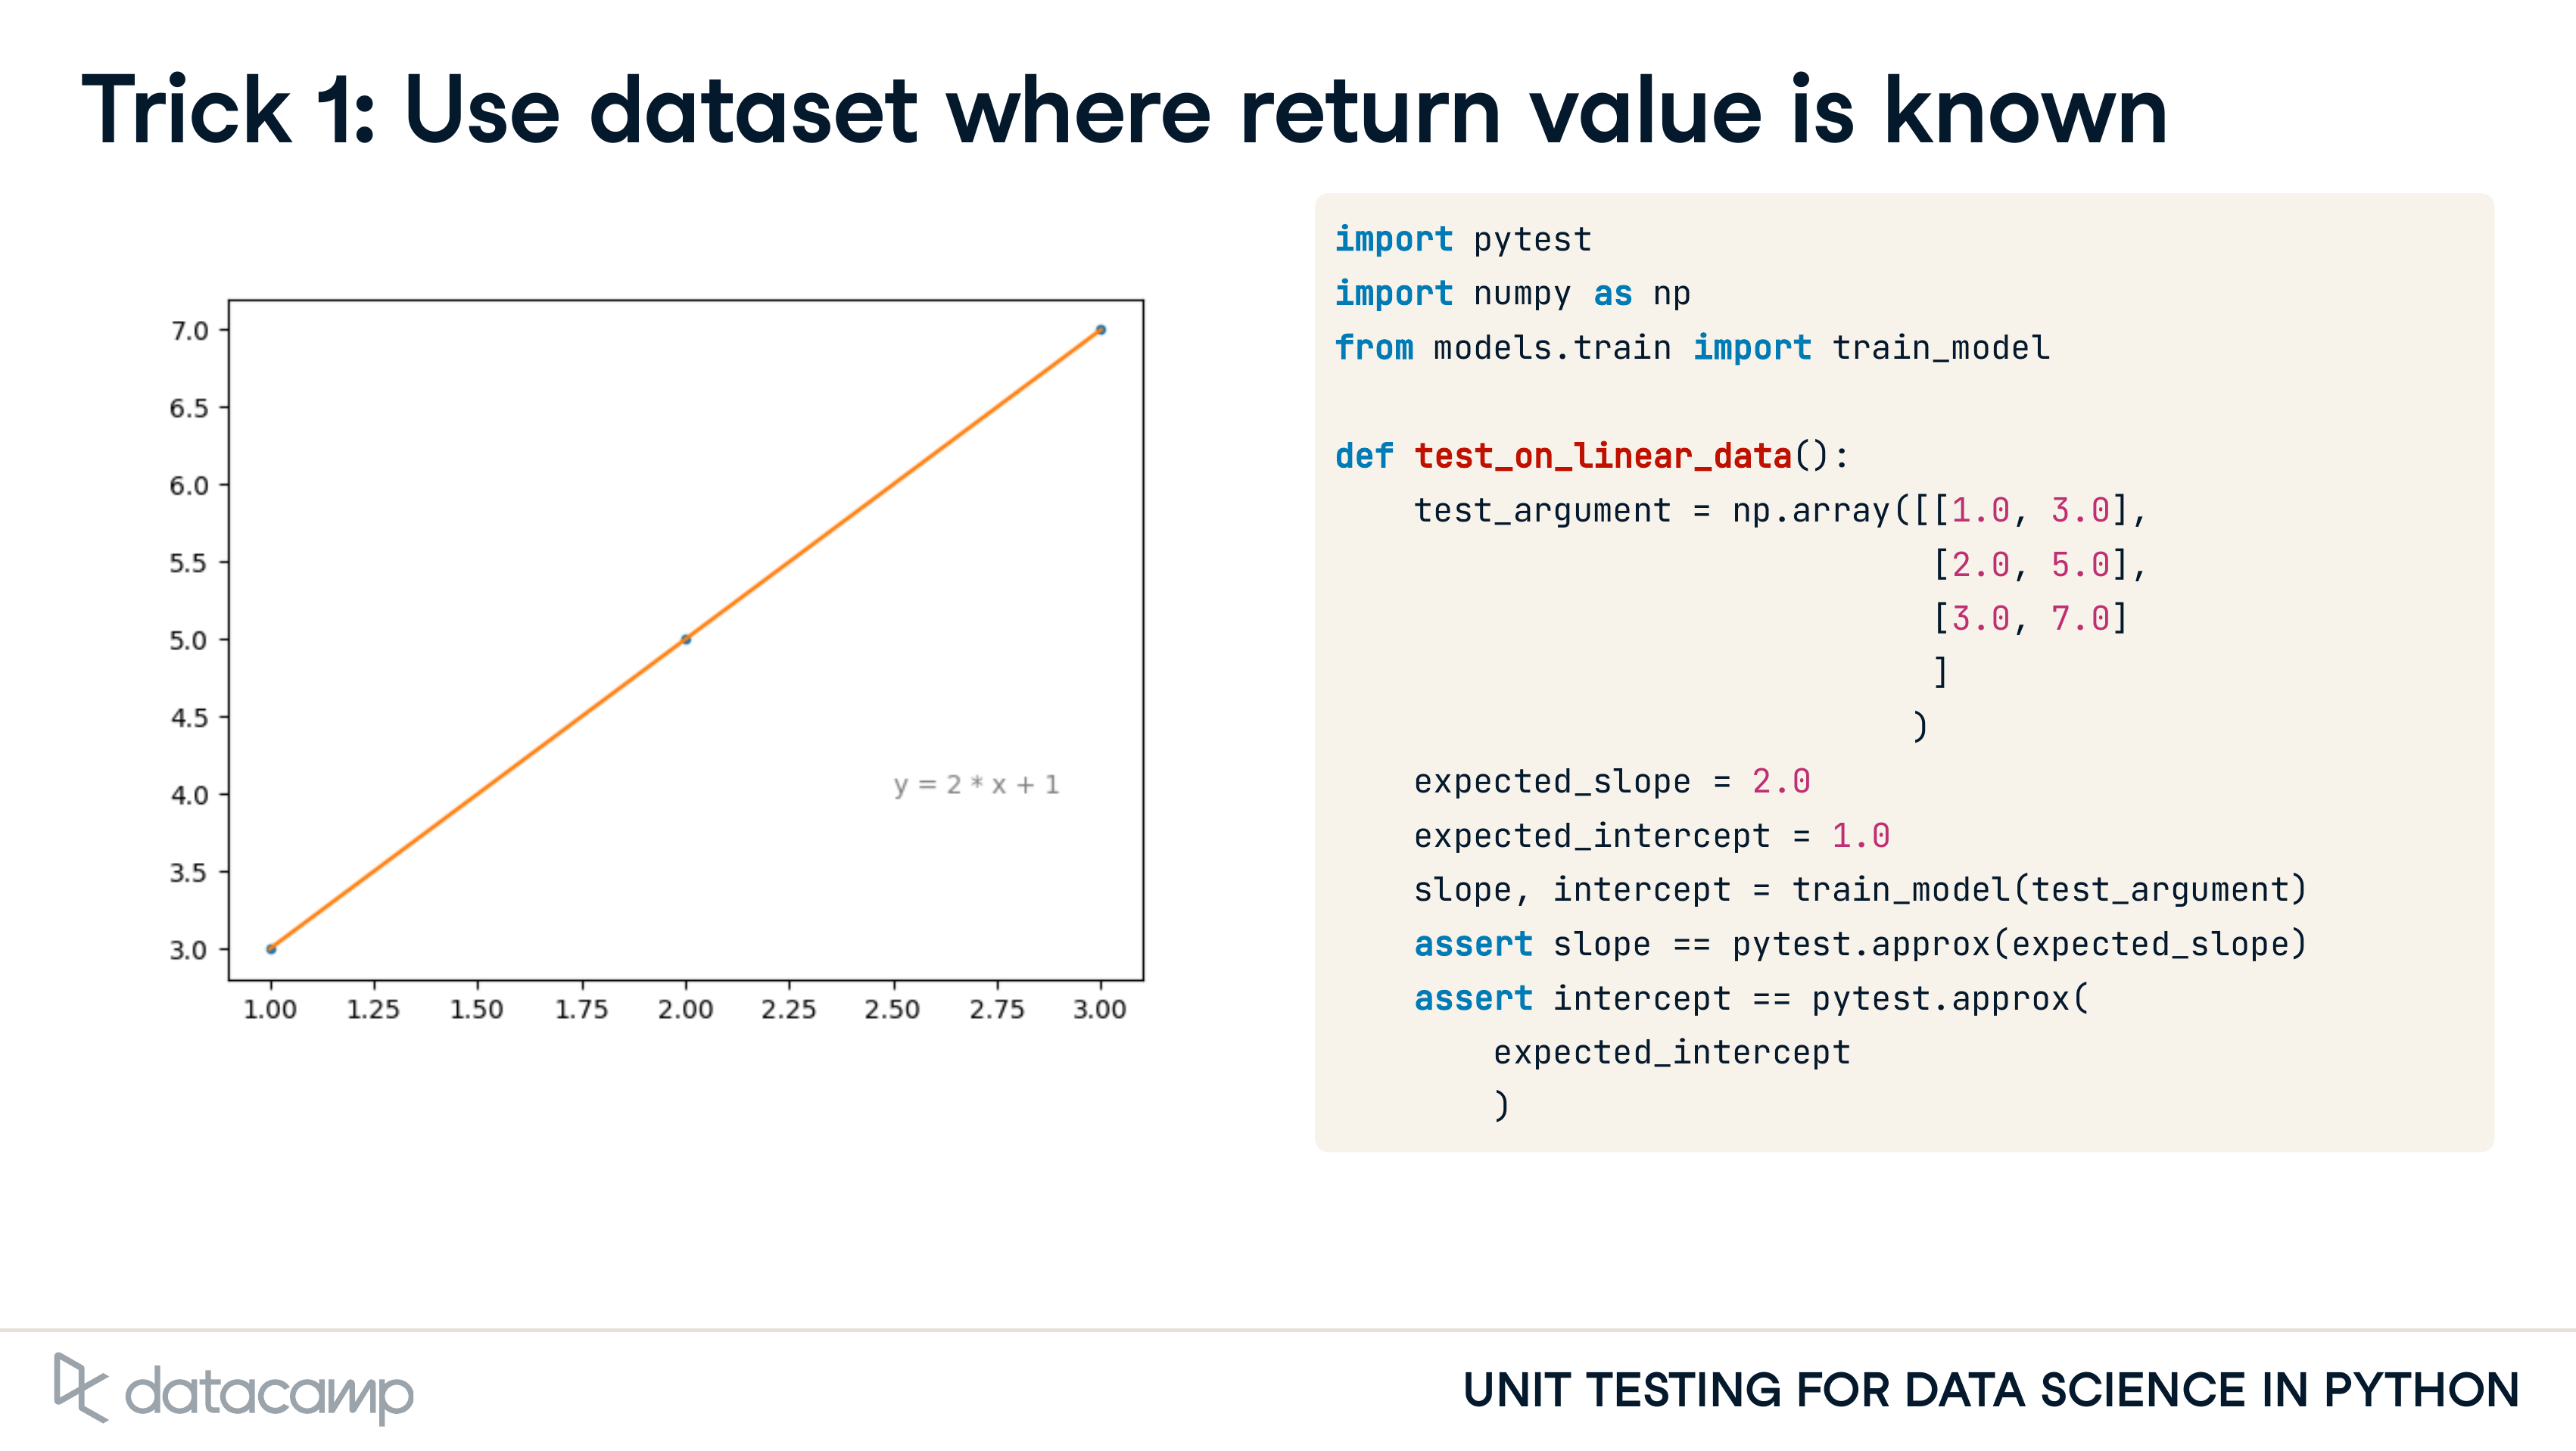 Trick 1: Use dataset where return value is known
7.0
6.5
6.0
5.5
5.0
4.5
4.0
3.5
3.0
y = 2 * x + 1
1.00 1.25 1.50 1.75 2.00 2.25 2.50 2.75 3.00
import pytest
import numpy as np
from models.train import train_model
def test_on_linear_data():
    test_argument = np.array([[1.0, 3.0],
                              [2.0, 5.0],
                              [3.0, 7.0]
                              ]
                             )
    expected_slope = 2.0
    expected_intercept = 1.0
    slope, intercept = train_model(test_argument)
    assert slope == pytest.approx(expected_slope)
    assert intercept == pytest.approx(
        expected_intercept
        )
datacamp
UNIT TESTING FOR DATA SCIENCE IN PYTHON